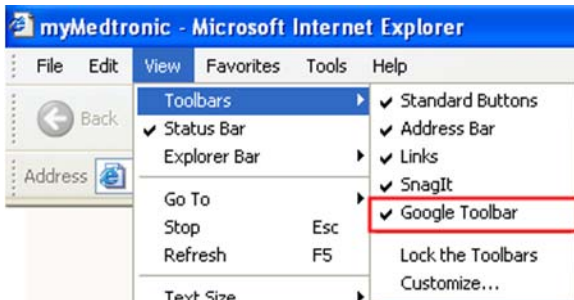 myMedtronic - Microsoft Internet Explorer
File Edit View Favorites Tools Help
Back
Address
Toolbars
✓ Status Bar
Explorer Bar
Go To
Stop Esc
Refresh F5
Text Size
✓ Standard Buttons
✓ Address Bar
✓ Links
✓ SnagIt
✓ Google Toolbar
Lock the Toolbars
Customize...